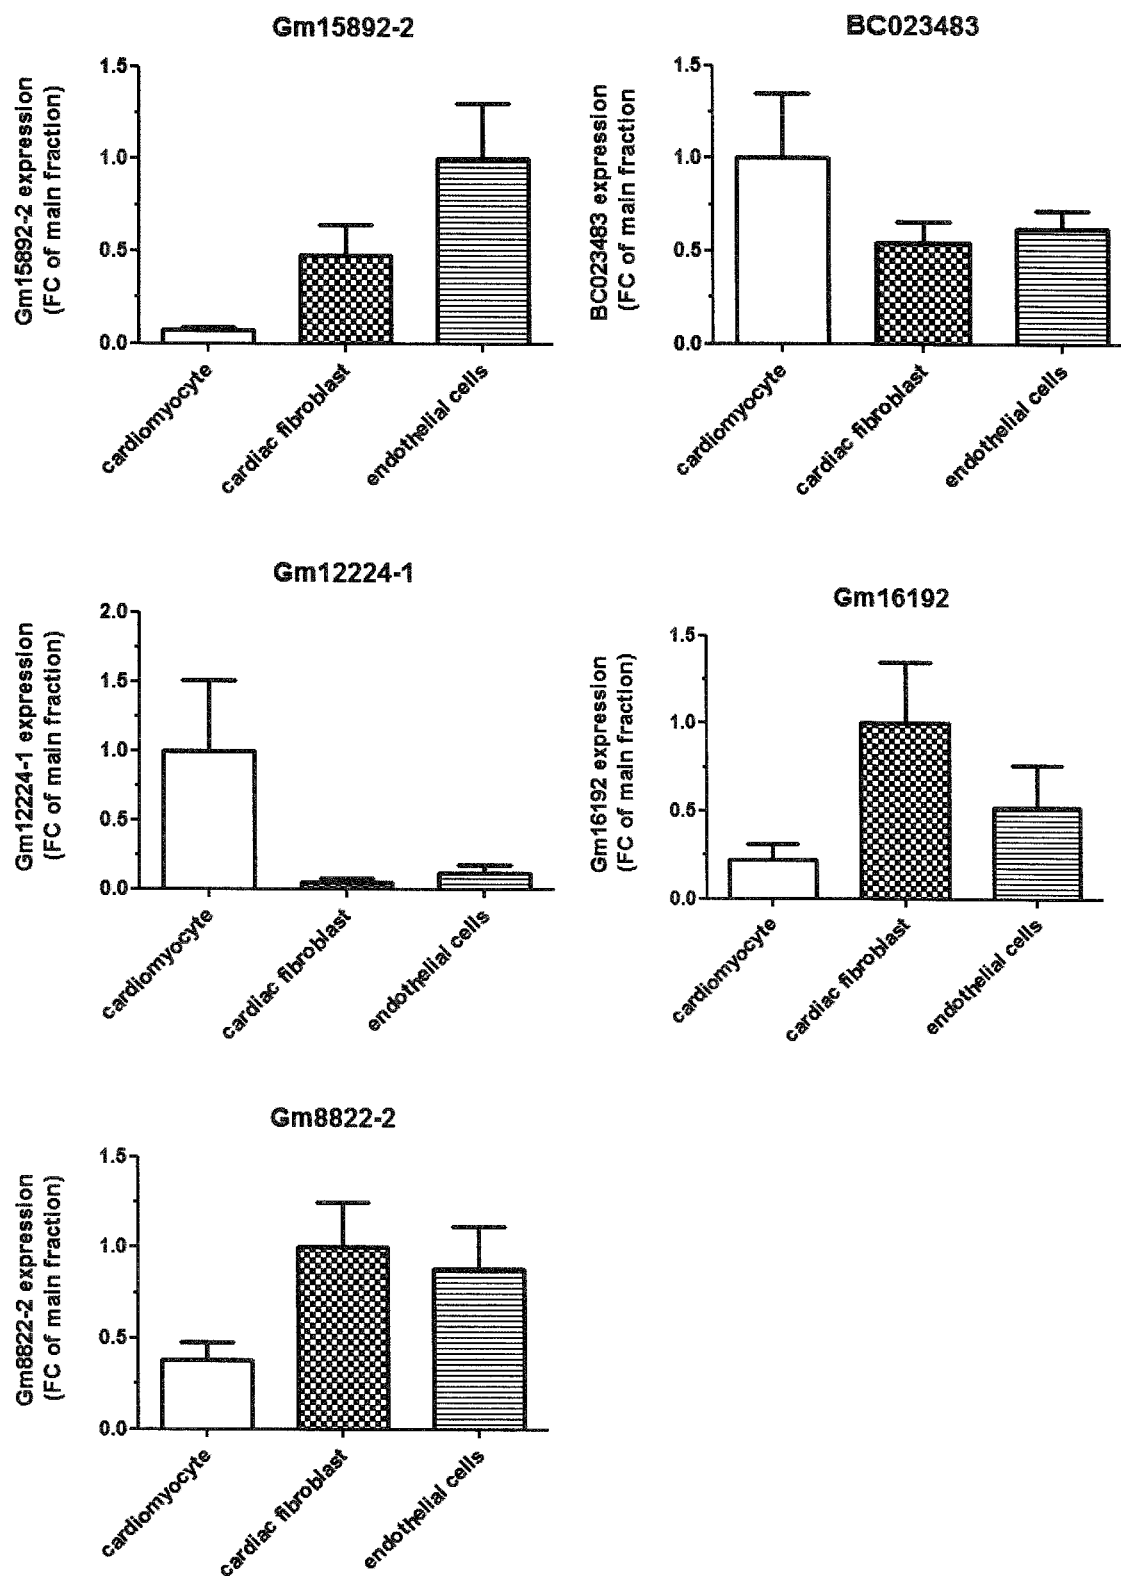 Gm15892-2
Gm15892-2 expression
(FC of main fraction)
1.5
1.0
0.5
0.0
cardiomyocyte
cardiac fibroblast
endothelial cells
BC023483
BC023483 expression
(FC of main fraction
1.5
1.0
0.5
0.0
cardiomyocyte
cardiac fibroblast
endothelial cells
Gm12224-1
Gm12224-1 expression
(FC of main fraction)
2.0
1.5
1.0
0.5
0.0
cardiomyocyte
cardiac fibroblast
endothelial cells
Gm16192
Gm16192 expression
(FC of main fraction)
1.5
1.0
0.5
0.0
cardiomyocyte
cardiac fibroblast
endothelial cells
Gm8822-2
Gm8822-2 expression
(FC of main fraction)
1.5
1.0
0.5
0.0
cardiomyocyte
cardiac fibroblast
endothelial cells